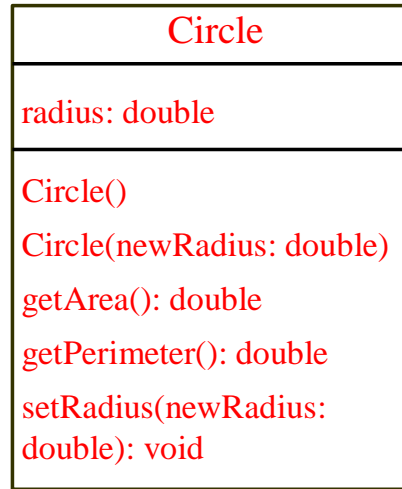 Circle
radius: double
Circle()
Circle(newRadius: double)
getArea(): double
getPerimeter(): double
setRadius(newRadius:
double): void